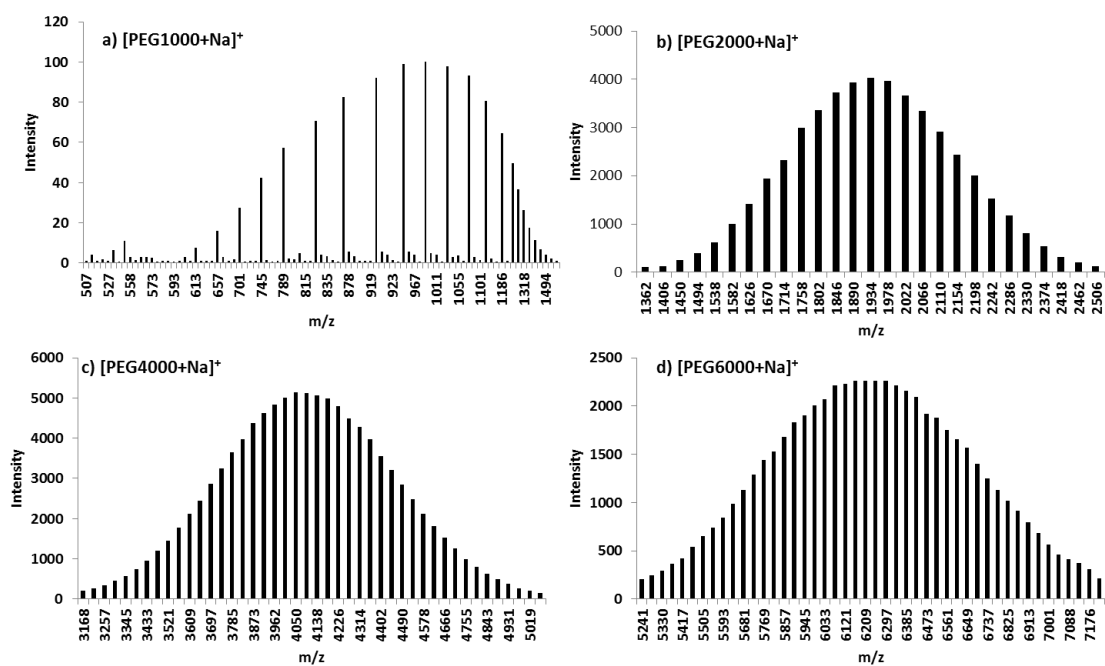 a) [PEG1000+Na]⁺
Intensity
120
100
80
60
40
20
0
507 527 558 573 593 613 657 701 745 789 815 835 878 919 923 967 1011 1055 1101 1186 1318 1494
m/z
b) [PEG2000+Na]⁺
Intensity
5000
4000
3000
2000
1000
0
1362 1406 1450 1494 1538 1582 1626 1670 1714 1758 1802 1846 1890 1934 1978 2022 2066 2110 2154 2198 2242 2286 2330 2374 2418 2462 2506
m/z
c) [PEG4000+Na]⁺
Intensity
6000
5000
4000
3000
2000
1000
0
3168 3257 3345 3433 3521 3609 3697 3785 3873 3962 4050 4138 4226 4314 4402 4490 4578 4666 4755 4843 4931 5019
m/z
d) [PEG6000+Na]⁺
Intensity
2500
2000
1500
1000
500
0
5241 5330 5417 5505 5593 5681 5769 5857 5945 6033 6121 6209 6297 6385 6473 6561 6649 6737 6825 6913 7001 7088 7176
m/z